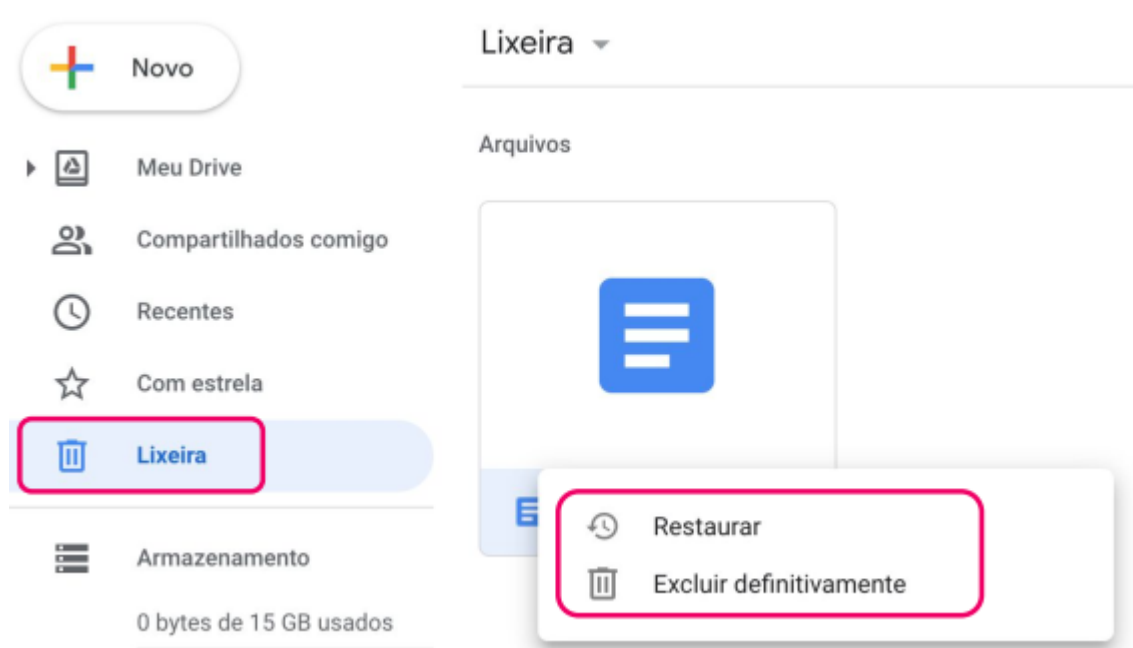 Novo
Meu Drive
Compartilhados comigo
Recentes
Com estrela
Lixeira
Armazenamento
0 bytes de 15 GB usados
Lixeira
Arquivos
Restaurar
Excluir definitivamente